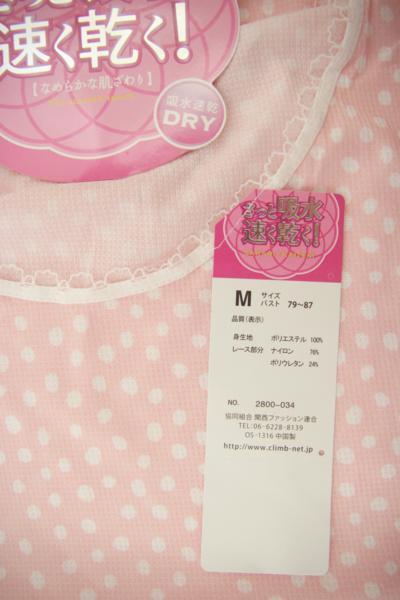 速く乾く!
【なめらかな肌ざわり】
吸水速乾
DRY
さっと吸水
速く乾く!
M サイズ
バスト 79～87
品質(表示)
身生地 ポリエステル 100%
レース部分 ナイロン 76%
ポリウレタン 24%
NO. 2800-034
協同組合 関西ファッション連合
TEL:06-6228-8139
OS-1316 中国製
http://www.climb-net.jp